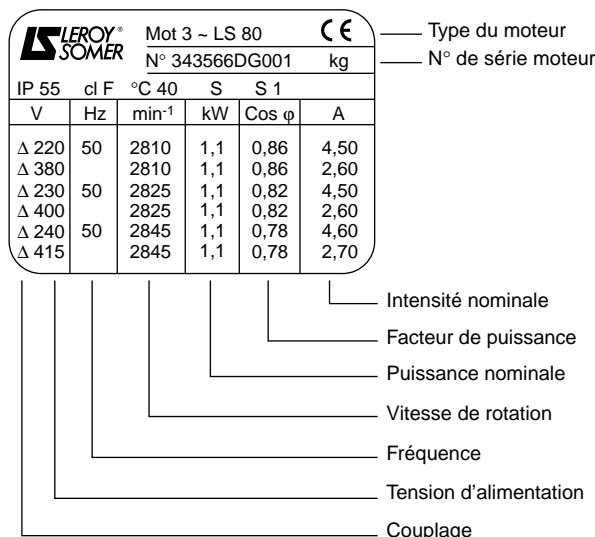 LS LEROY® SOMER
Mot 3 ~ LS 80 CE
N° 343566DG001 kg
IP 55 cl F °C 40 S S 1
V Hz min-1 kW Cos φ A
Δ 220 50 2810 1,1 0,86 4,50
Δ 380 2810 1,1 0,86 2,60
Δ 230 50 2825 1,1 0,82 4,50
Δ 400 2825 1,1 0,82 2,60
Δ 240 50 2845 1,1 0,78 4,60
Δ 415 2845 1,1 0,78 2,70
Type du moteur
N° de série moteur
Intensité nominale
Facteur de puissance
Puissance nominale
Vitesse de rotation
Fréquence
Tension d'alimentation
Couplage